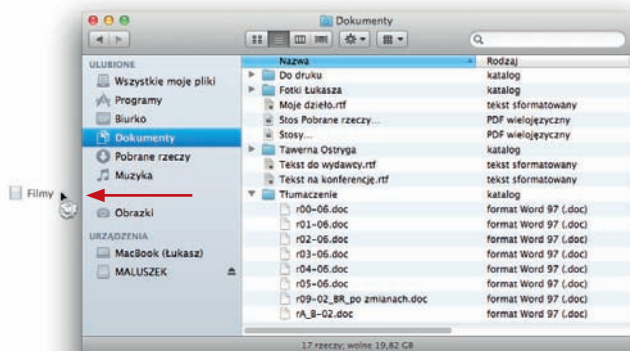 Dokumenty
Nazwa Rodzaj
ULUBIONE
Wszystkie moje pliki
Programy
Biurko
Dokumenty
Pobrane rzeczy
Muzyka
Filmy
Obrazki
URZĄDZENIA
MacBook (Łukasz)
MALUSZEK
Do druku katalog
Fotki Łukasza katalog
Moje dzieło.rtf tekst sformatowany
Stos Pobrane rzeczy... PDF wielojęzyczny
Stosy... PDF wielojęzyczny
Tawerna Ostryga katalog
Tekst do wydawcy.rtf tekst sformatowany
Tekst na konferencję.rtf tekst sformatowany
Tłumaczenie katalog
r00-06.doc format Word 97 (.doc)
r01-06.doc format Word 97 (.doc)
r02-06.doc format Word 97 (.doc)
r03-06.doc format Word 97 (.doc)
r04-06.doc format Word 97 (.doc)
r05-06.doc format Word 97 (.doc)
r09-02_BR_po zmianach.doc format Word 97 (.doc)
rA_B-02.doc format Word 97 (.doc)
17 rzeczy; wolne 19,82 GB